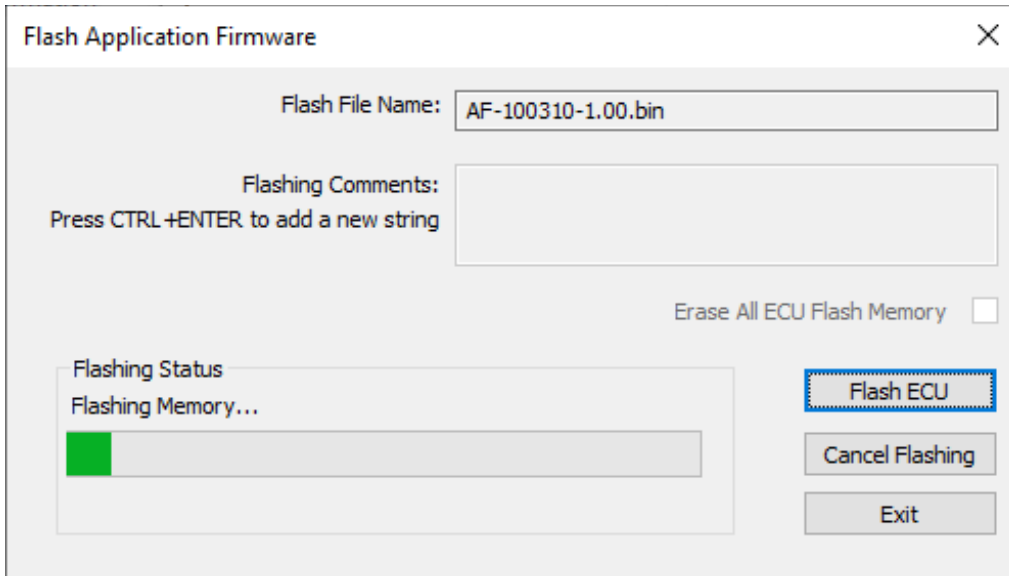 Flash Application Firmware
Flash File Name: AF-100310-1.00.bin
Flashing Comments:
Press CTRL+ENTER to add a new string
Erase All ECU Flash Memory
Flashing Status
Flashing Memory...
Flash ECU
Cancel Flashing
Exit